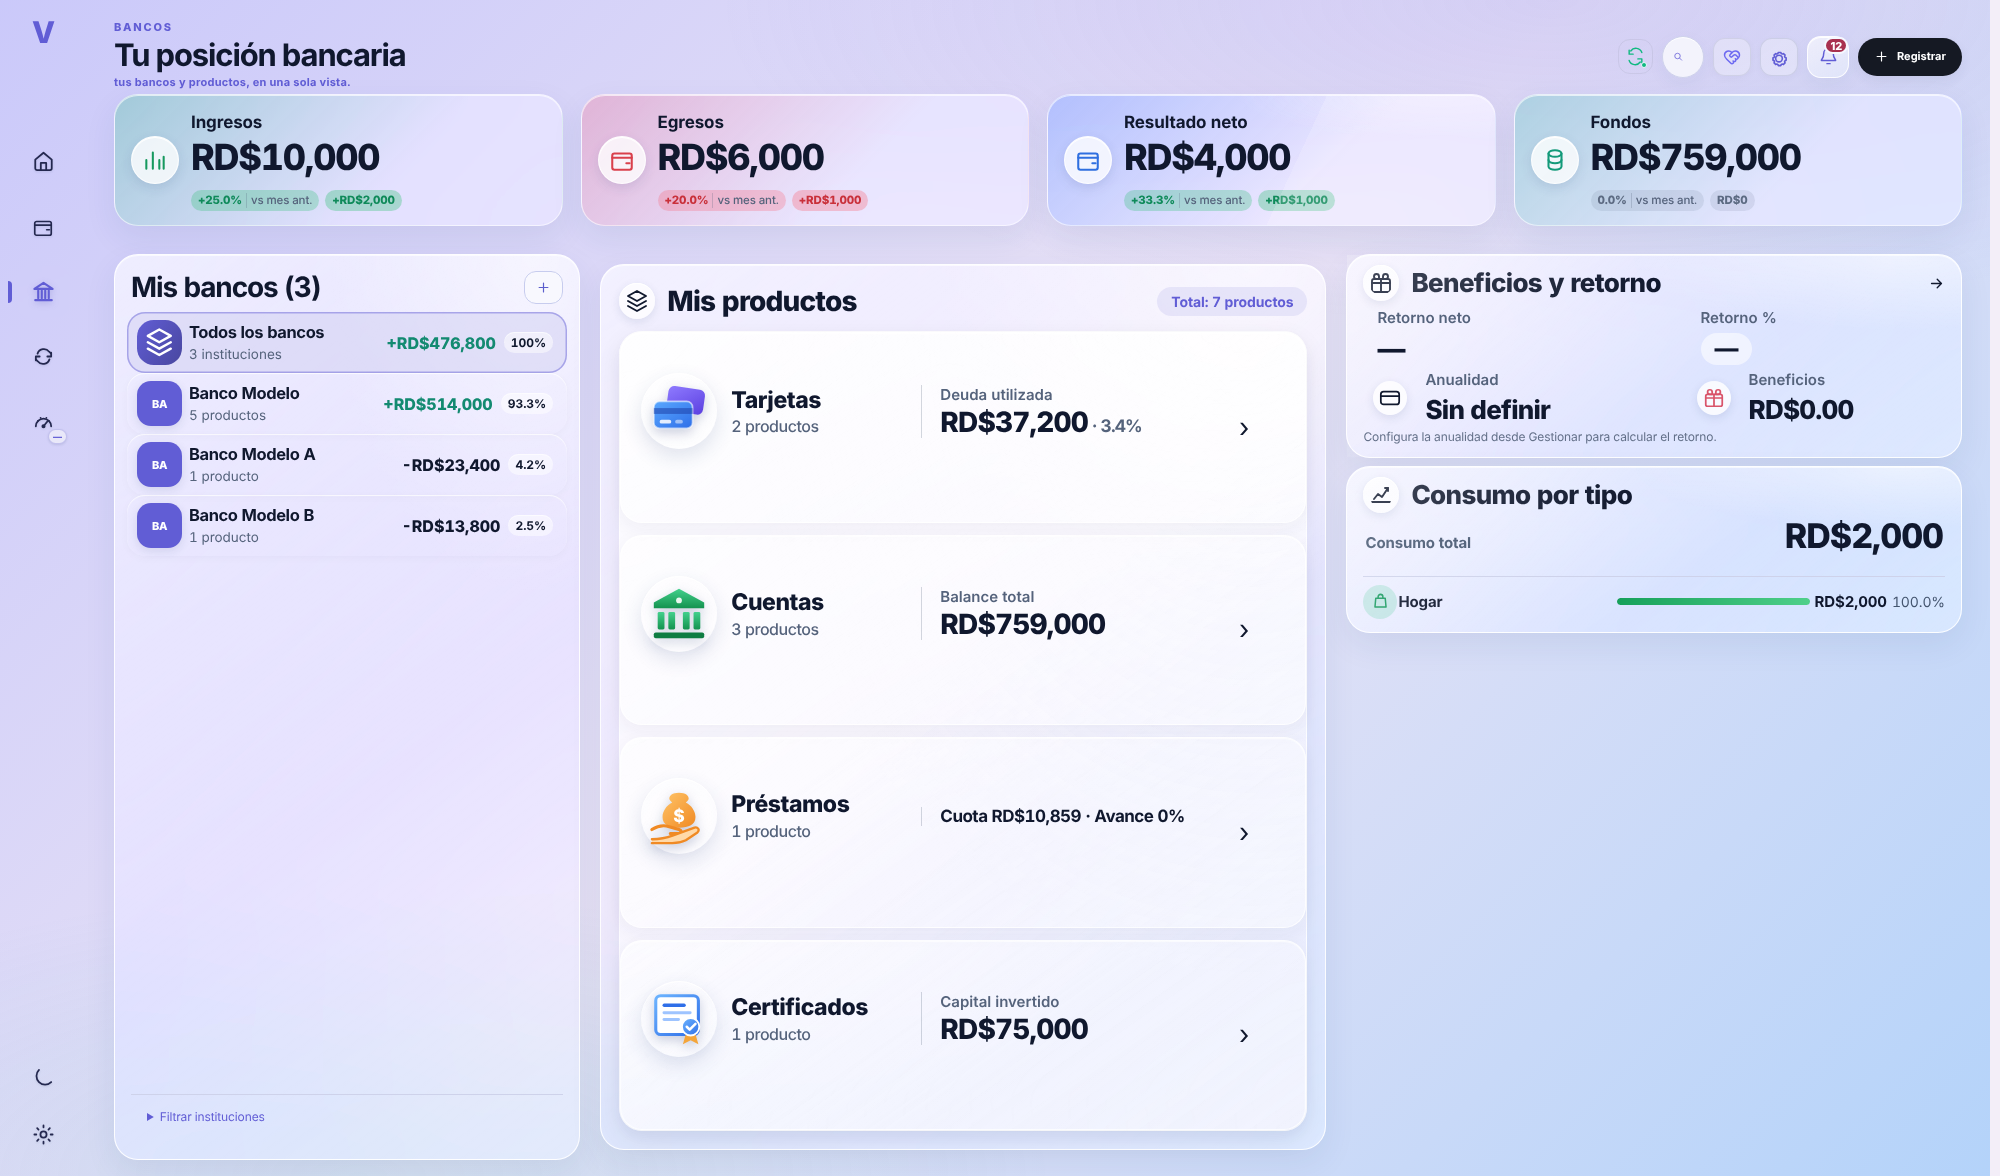 V
BANCOS
Tu posición bancaria
tus bancos y productos, en una sola vista.
12
Registrar
Ingresos
RD$10,000
+25.0% vs mes ant. +RD$2,000
Egresos
RD$6,000
+20.0% vs mes ant. +RD$1,000
Resultado neto
RD$4,000
+33.3% vs mes ant. +RD$1,000
Fondos
RD$759,000
0.0% vs mes ant. RD$0
Mis bancos (3)
Todos los bancos
3 instituciones
+RD$476,800 100%
BA
Banco Modelo
5 productos
+RD$514,000 93.3%
BA
Banco Modelo A
1 producto
-RD$23,400 4.2%
BA
Banco Modelo B
1 producto
-RD$13,800 2.5%
Filtrar instituciones
Mis productos
Total: 7 productos
Tarjetas
2 productos
Deuda utilizada
RD$37,200 · 3.4%
Cuentas
3 productos
Balance total
RD$759,000
$
Préstamos
1 producto
Cuota RD$10,859 · Avance 0%
Certificados
1 producto
Capital invertido
RD$75,000
Beneficios y retorno
Retorno neto
—
Retorno %
—
Anualidad
Sin definir
Beneficios
RD$0.00
Configura la anualidad desde Gestionar para calcular el retorno.
Consumo por tipo
Consumo total
RD$2,000
Hogar
RD$2,000 100.0%